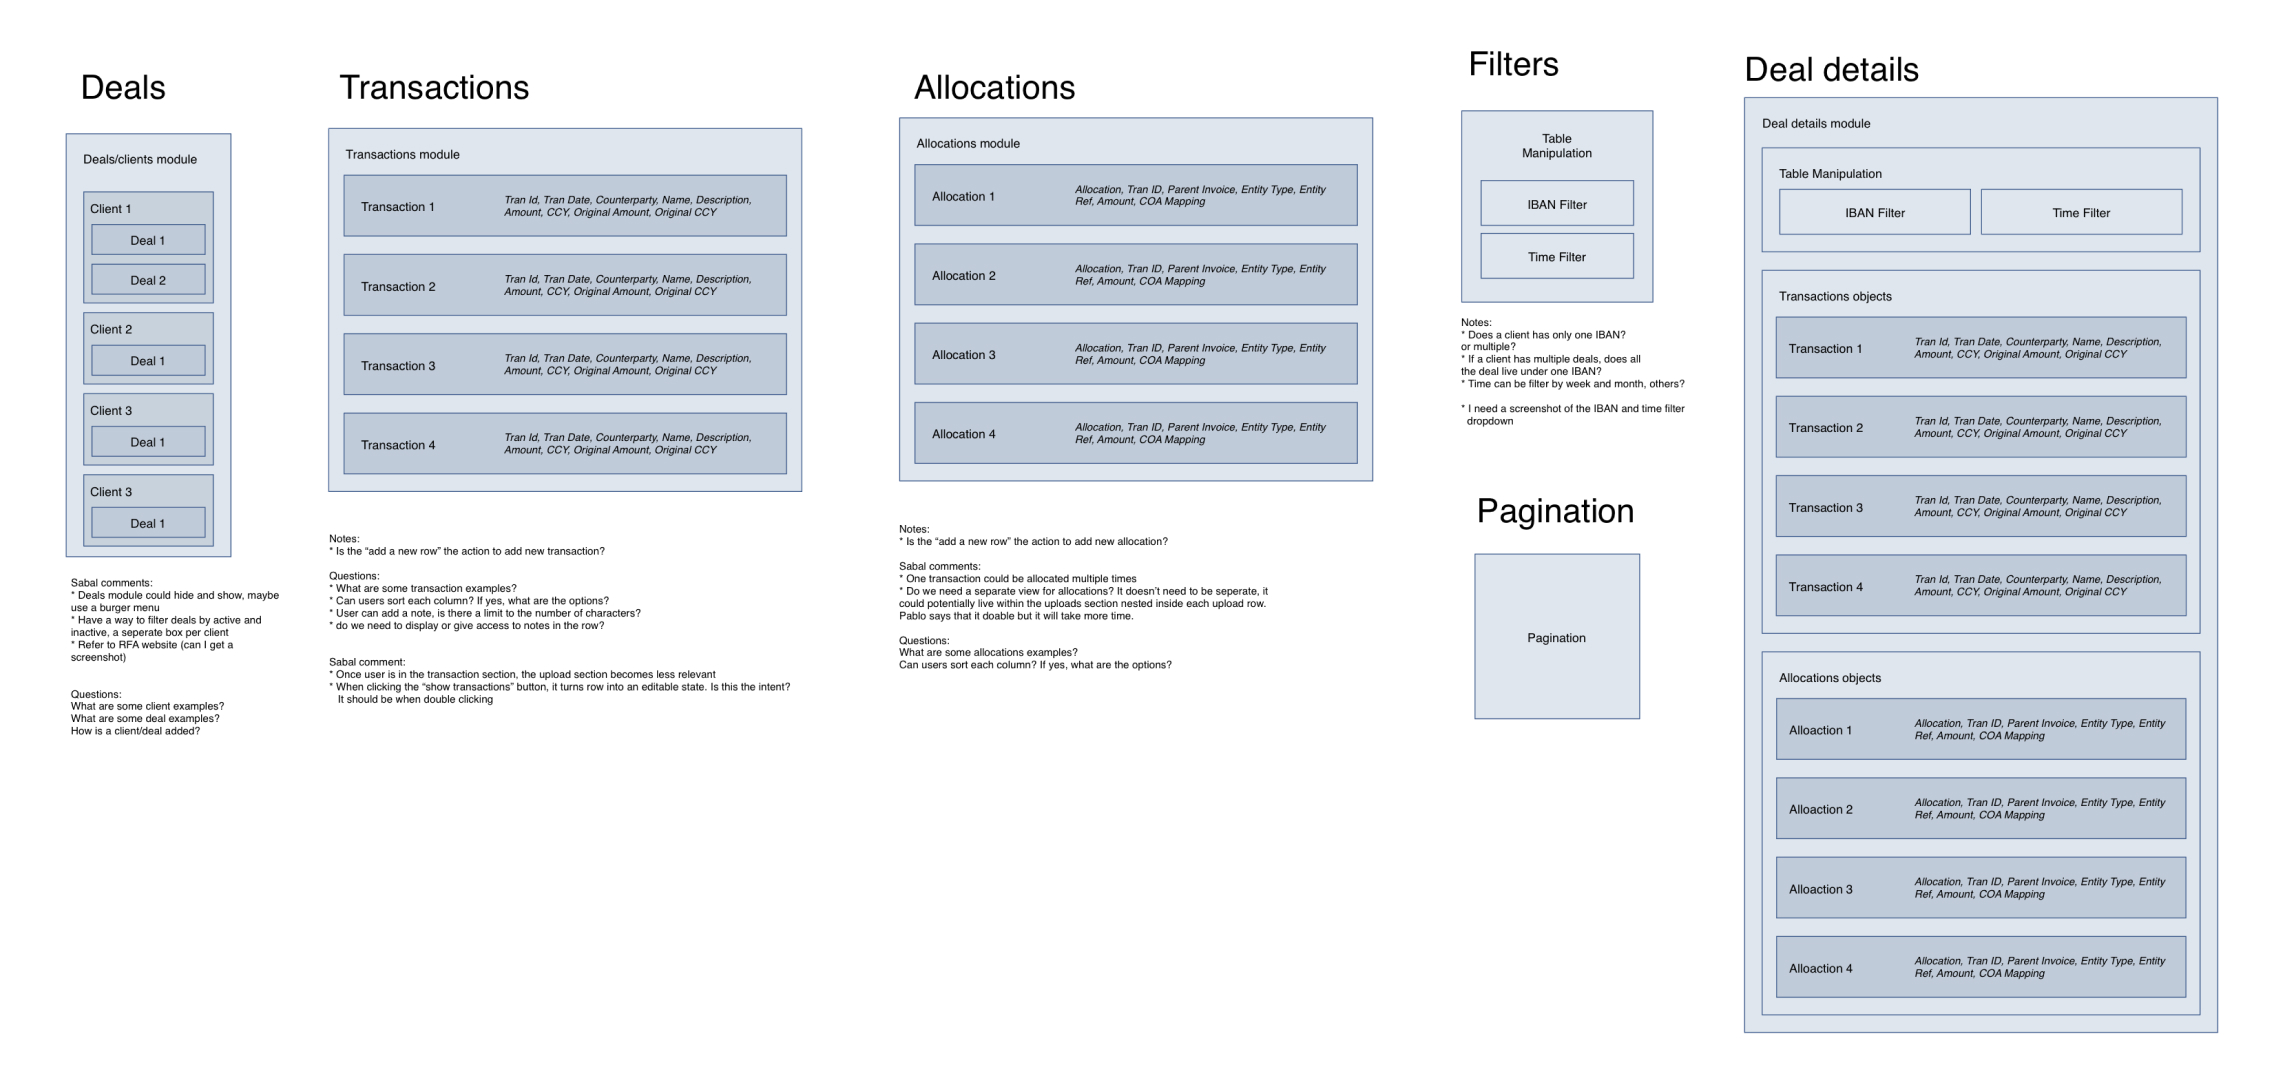 Deals
Deals/clients module
Client 1
Deal 1
Deal 2
Client 2
Deal 1
Client 3
Deal 1
Client 3
Deal 1
Sabal comments:
* Deals module could hide and show, maybe
use a burger menu
* Have a way to filter deals by active and
inactive, a seperate box per client
* Refer to RFA website (can I get a
screenshot)
Questions:
What are some client examples?
What are some deal examples?
How is a client/deal added?
Transactions
Transactions module
Transaction 1
Tran Id, Tran Date, Counterparty, Name, Description,
Amount, CCY, Original Amount, Original CCY
Transaction 2
Tran Id, Tran Date, Counterparty, Name, Description,
Amount, CCY, Original Amount, Original CCY
Transaction 3
Tran Id, Tran Date, Counterparty, Name, Description,
Amount, CCY, Original Amount, Original CCY
Transaction 4
Tran Id, Tran Date, Counterparty, Name, Description,
Amount, CCY, Original Amount, Original CCY
Notes:
* Is the “add a new row” the action to add new transaction?
Questions:
* What are some transaction examples?
* Can users sort each column? If yes, what are the options?
* User can add a note, is there a limit to the number of characters?
* do we need to display or give access to notes in the row?
Sabal comment:
* Once user is in the transaction section, the upload section becomes less relevant
* When clicking the “show transactions” button, it turns row into an editable state. Is this the intent?
It should be when double clicking
Allocations
Allocations module
Allocation 1
Allocation, Tran ID, Parent Invoice, Entity Type, Entity
Ref, Amount, COA Mapping
Allocation 2
Allocation, Tran ID, Parent Invoice, Entity Type, Entity
Ref, Amount, COA Mapping
Allocation 3
Allocation, Tran ID, Parent Invoice, Entity Type, Entity
Ref, Amount, COA Mapping
Allocation 4
Allocation, Tran ID, Parent Invoice, Entity Type, Entity
Ref, Amount, COA Mapping
Notes:
* Is the “add a new row” the action to add new allocation?
Sabal comments:
* One transaction could be allocated multiple times
* Do we need a separate view for allocations? It doesn’t need to be seperate, it
could potentially live within the uploads section nested inside each upload row.
Pablo says that it doable but it will take more time.
Questions:
What are some allocations examples?
Can users sort each column? If yes, what are the options?
Filters
Table
Manipulation
IBAN Filter
Time Filter
Notes:
* Does a client has only one IBAN?
or multiple?
* If a client has multiple deals, does all
the deal live under one IBAN?
* Time can be filter by week and month, others?
* I need a screenshot of the IBAN and time filter
dropdown
Pagination
Pagination
Deal details
Deal details module
Table Manipulation
IBAN Filter
Time Filter
Transactions objects
Transaction 1
Tran Id, Tran Date, Counterparty, Name, Description,
Amount, CCY, Original Amount, Original CCY
Transaction 2
Tran Id, Tran Date, Counterparty, Name, Description,
Amount, CCY, Original Amount, Original CCY
Transaction 3
Tran Id, Tran Date, Counterparty, Name, Description,
Amount, CCY, Original Amount, Original CCY
Transaction 4
Tran Id, Tran Date, Counterparty, Name, Description,
Amount, CCY, Original Amount, Original CCY
Allocations objects
Alloaction 1
Allocation, Tran ID, Parent Invoice, Entity Type, Entity
Ref, Amount, COA Mapping
Alloaction 2
Allocation, Tran ID, Parent Invoice, Entity Type, Entity
Ref, Amount, COA Mapping
Alloaction 3
Allocation, Tran ID, Parent Invoice, Entity Type, Entity
Ref, Amount, COA Mapping
Alloaction 4
Allocation, Tran ID, Parent Invoice, Entity Type, Entity
Ref, Amount, COA Mapping